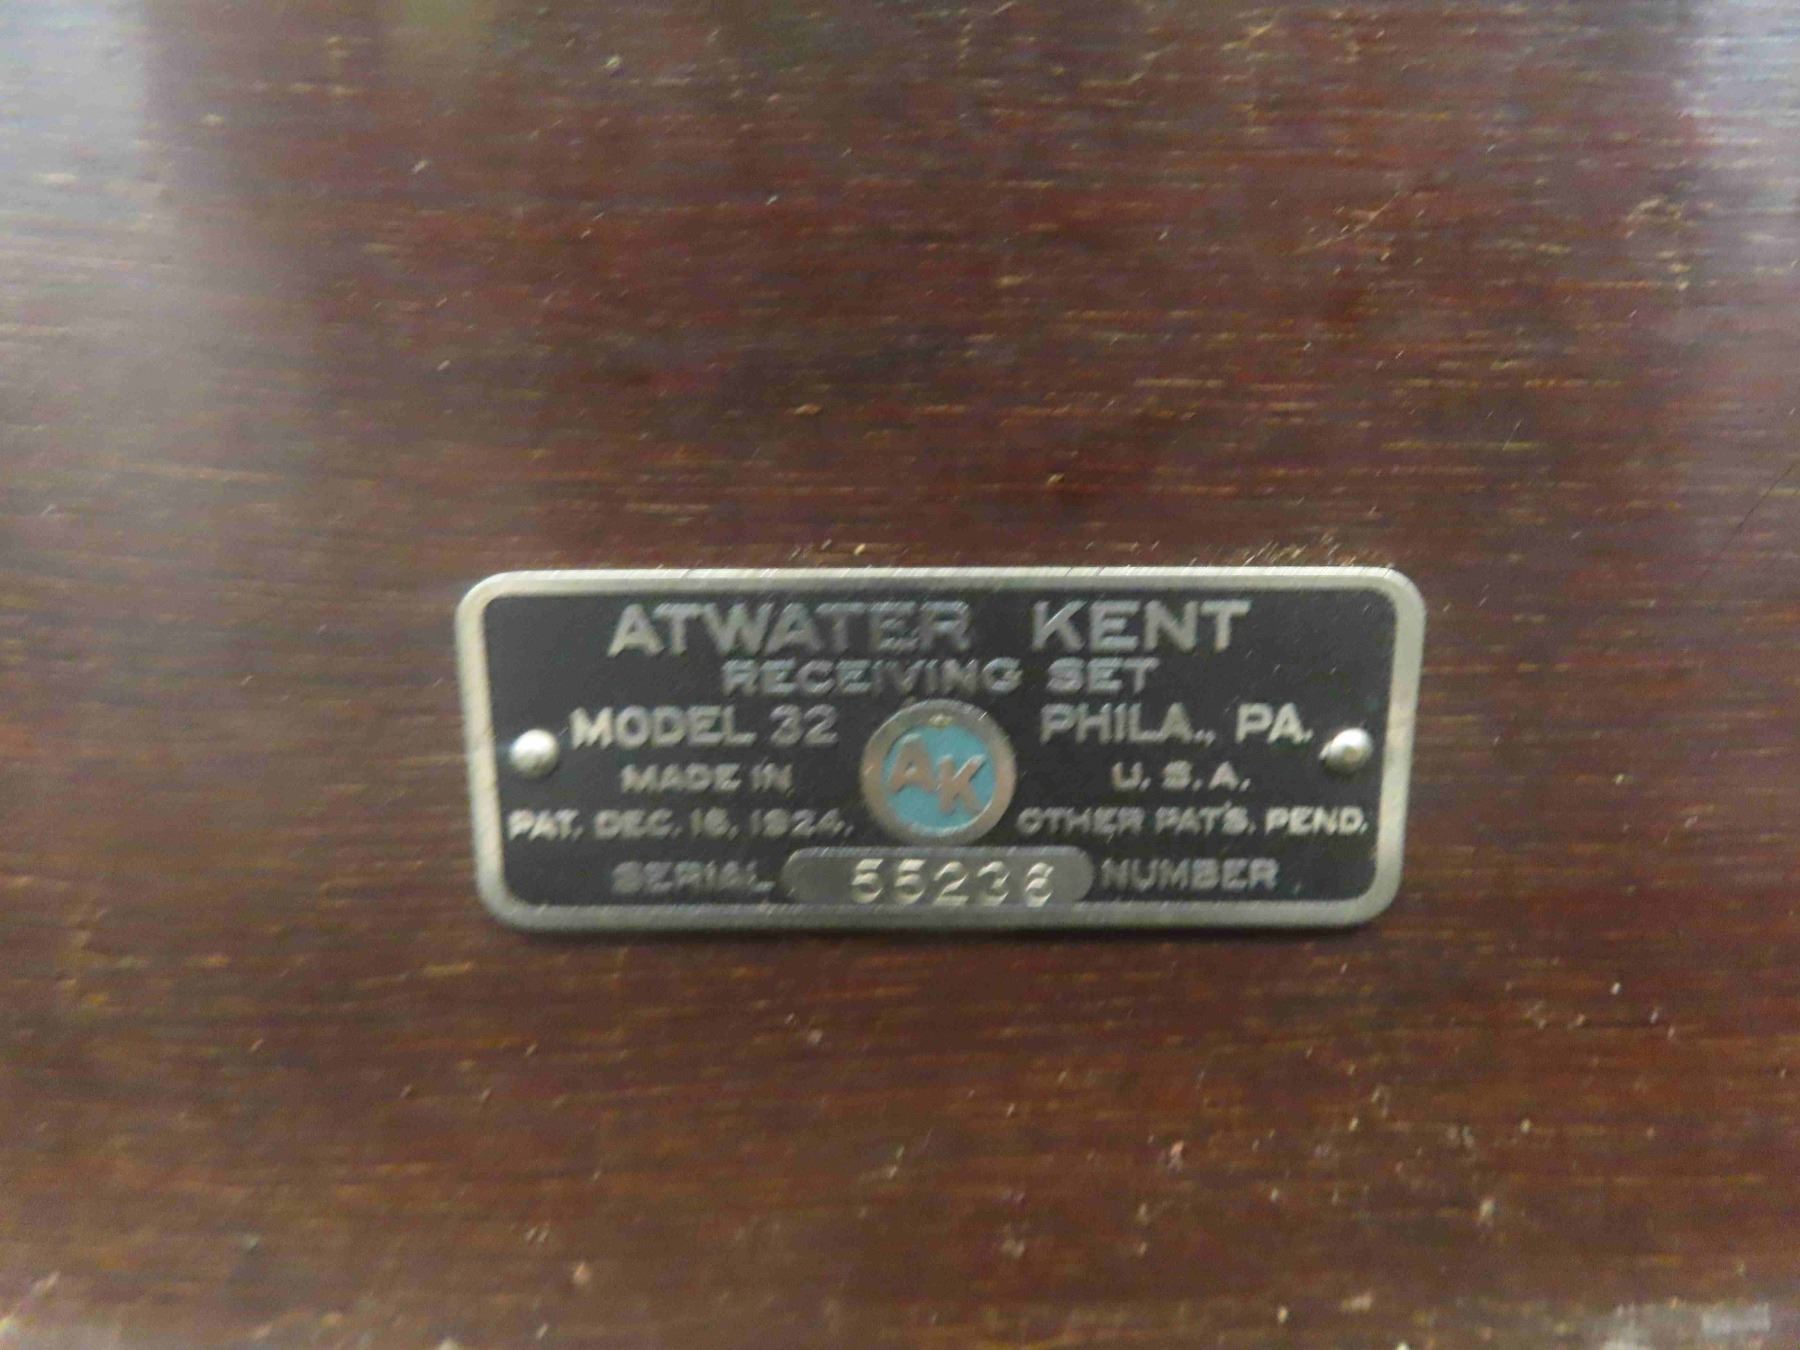 ATWATER KENT
RECEIVING SET
MODEL 32 PHILA., PA.
AK
MADE IN U. S. A.
PAT. DEC. 16, 1924. OTHER PAT'S. PEND.
SERIAL 55236 NUMBER